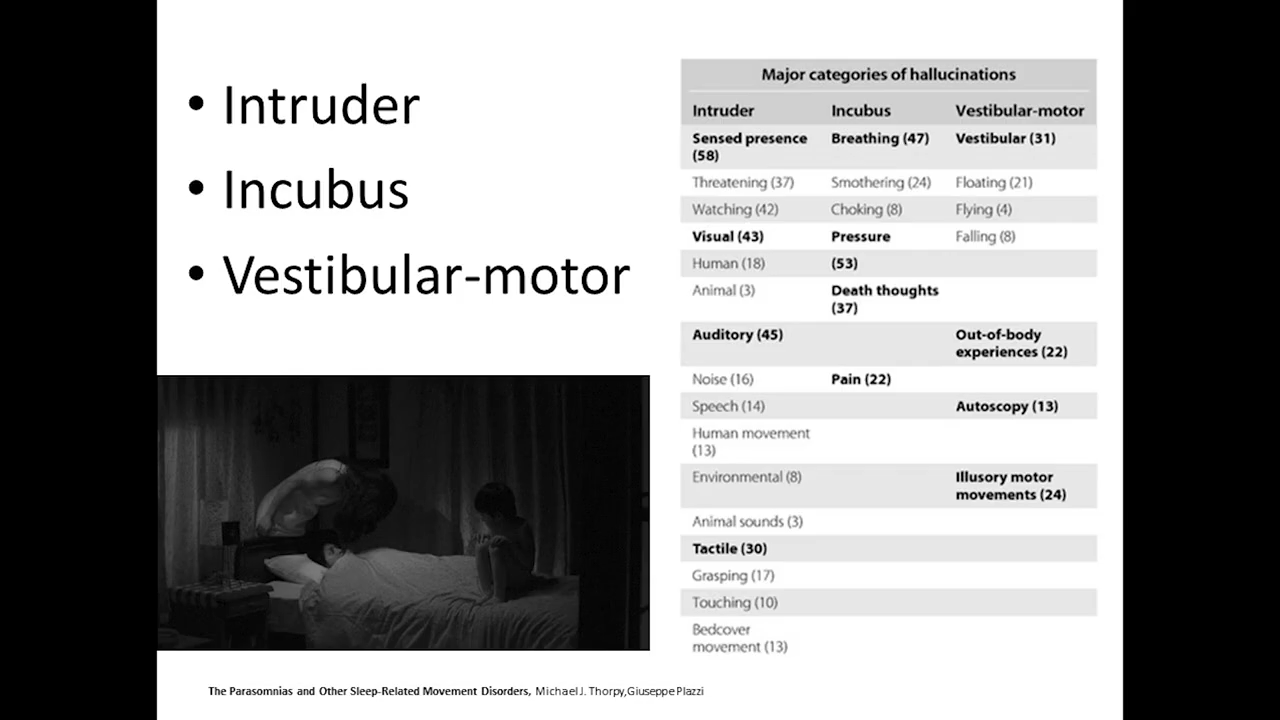 • Intruder
• Incubus
• Vestibular-motor
Major categories of hallucinations
Intruder Incubus Vestibular-motor
Sensed presence (58) Breathing (47) Vestibular (31)
Threatening (37) Smothering (24) Floating (21)
Watching (42) Choking (8) Flying (4)
Visual (43) Pressure Falling (8)
Human (18) (53)
Animal (3) Death thoughts (37)
Auditory (45) Out-of-body experiences (22)
Noise (16) Pain (22)
Speech (14) Autoscopy (13)
Human movement (13)
Environmental (8) Illusory motor movements (24)
Animal sounds (3)
Tactile (30)
Grasping (17)
Touching (10)
Bedcover movement (13)
The Parasomnias and Other Sleep-Related Movement Disorders, Michael J. Thorpy,Giuseppe Plazzi